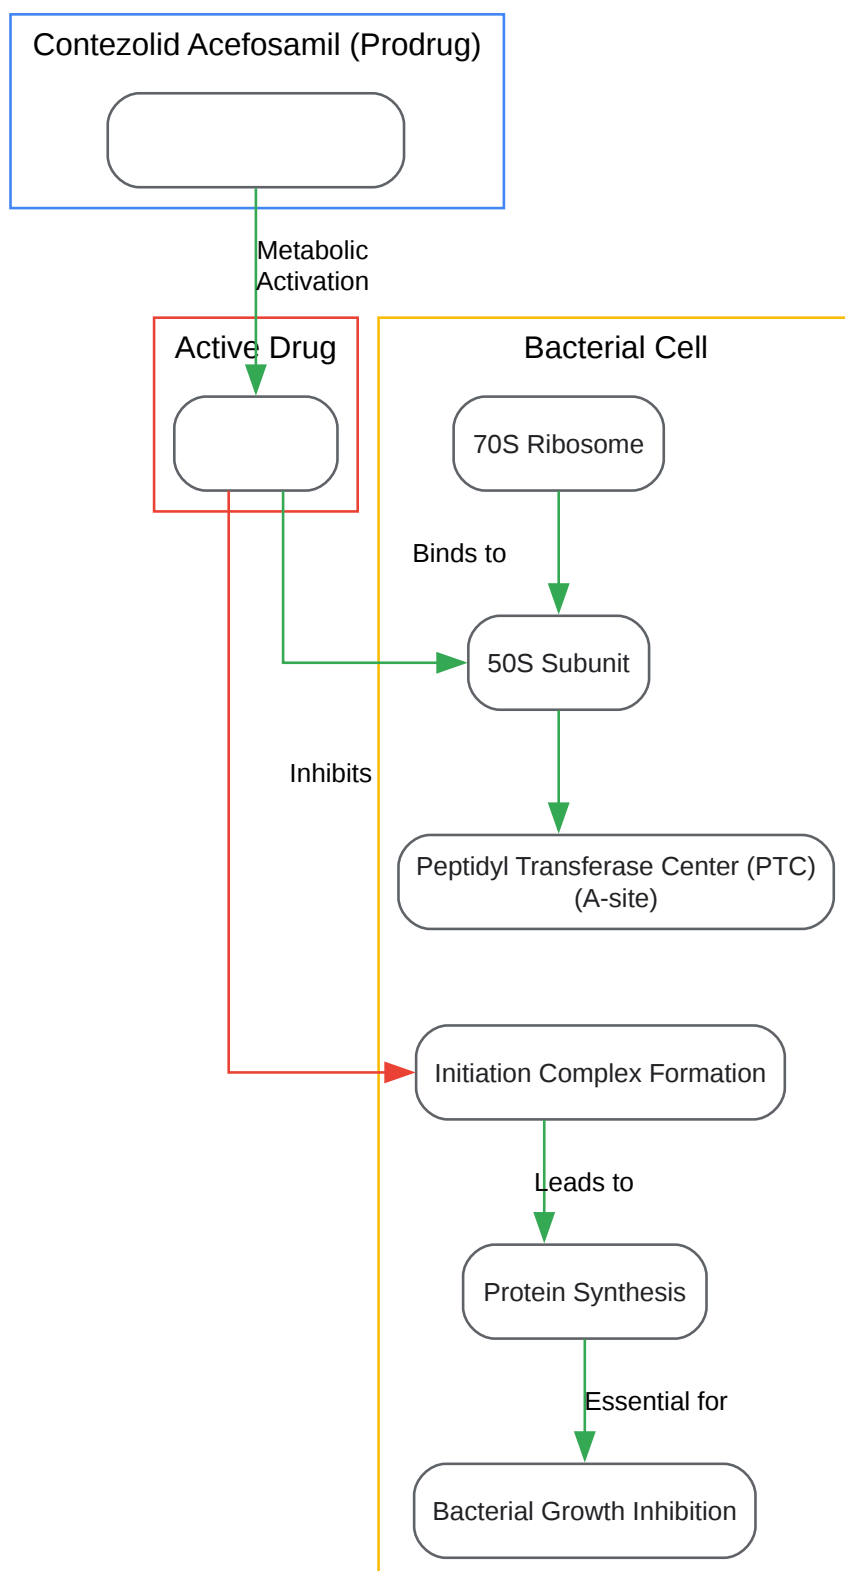 Contezolid Acefosamil (Prodrug)
Metabolic
Activation
Active Drug
Bacterial Cell
70S Ribosome
Binds to
50S Subunit
Inhibits
Peptidyl Transferase Center (PTC)
(A-site)
Initiation Complex Formation
Leads to
Protein Synthesis
Essential for
Bacterial Growth Inhibition